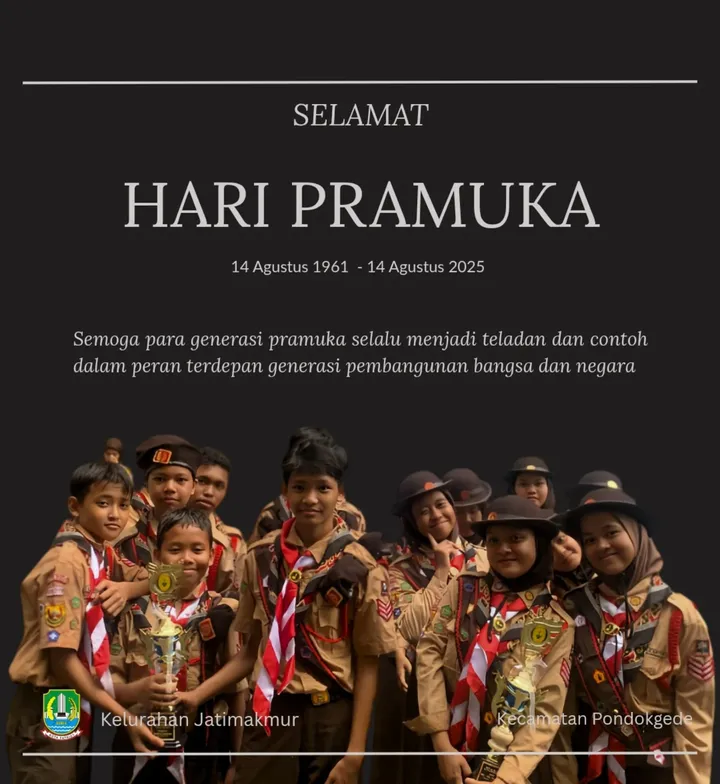 SELAMAT
HARI PRAMUKA
14 Agustus 1961 - 14 Agustus 2025
Semoga para generasi pramuka selalu menjadi teladan dan contoh
dalam peran terdepan generasi pembangunan bangsa dan negara
Kelurahan Jatimakmur
Kecamatan Pondokgede